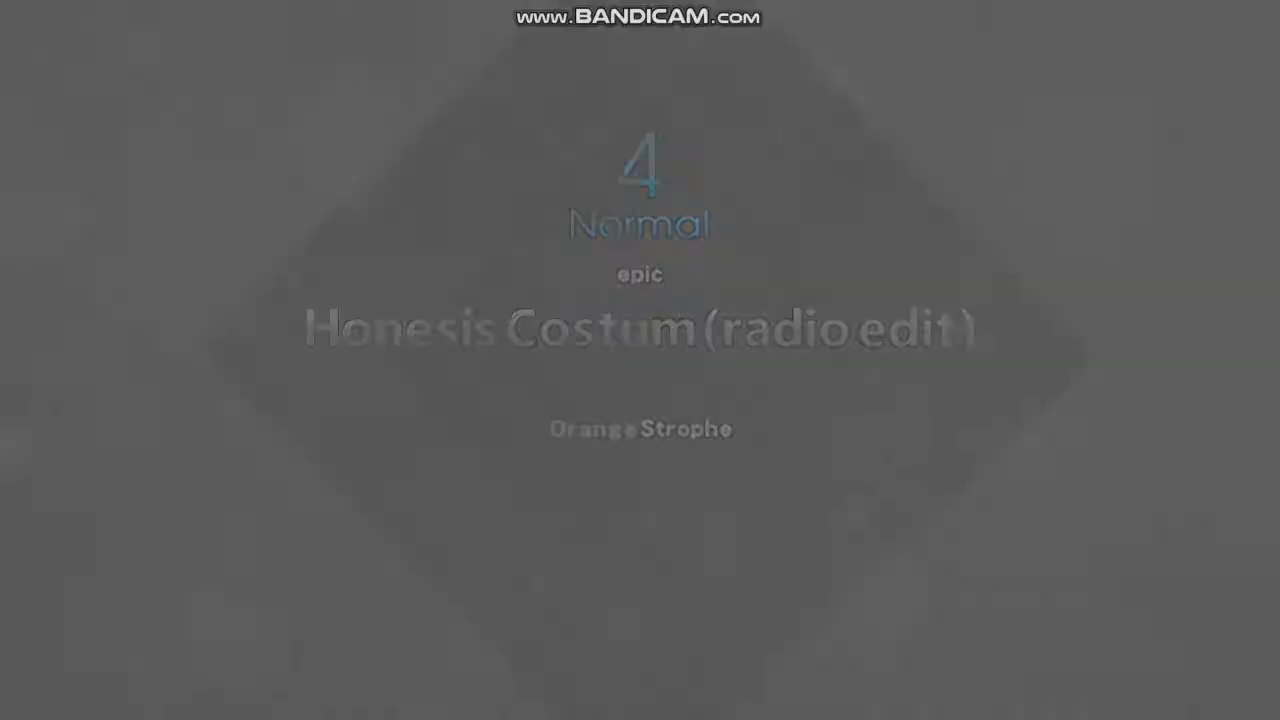 www.BANDICAM.com
4
Normal
epic
Honesis Costum (radio edit)
Orange Strophe